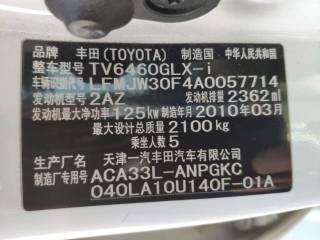 品牌 丰田(TOYOTA) 制造国 中华人民共和国
整车型号 TV6460GLX-i
车辆识别代号 LFMJW30F4A0057714
发动机型号 2AZ 发动机排量 2362ml
发动机最大净功率 125kw 制造年月 2010年03月
最大设计总质量 2100kg
乘坐人数 5
制造厂名 天津一汽丰田汽车有限公司
制造厂专用号 ACA33L-ANPGKC
040LA10U140F-01A